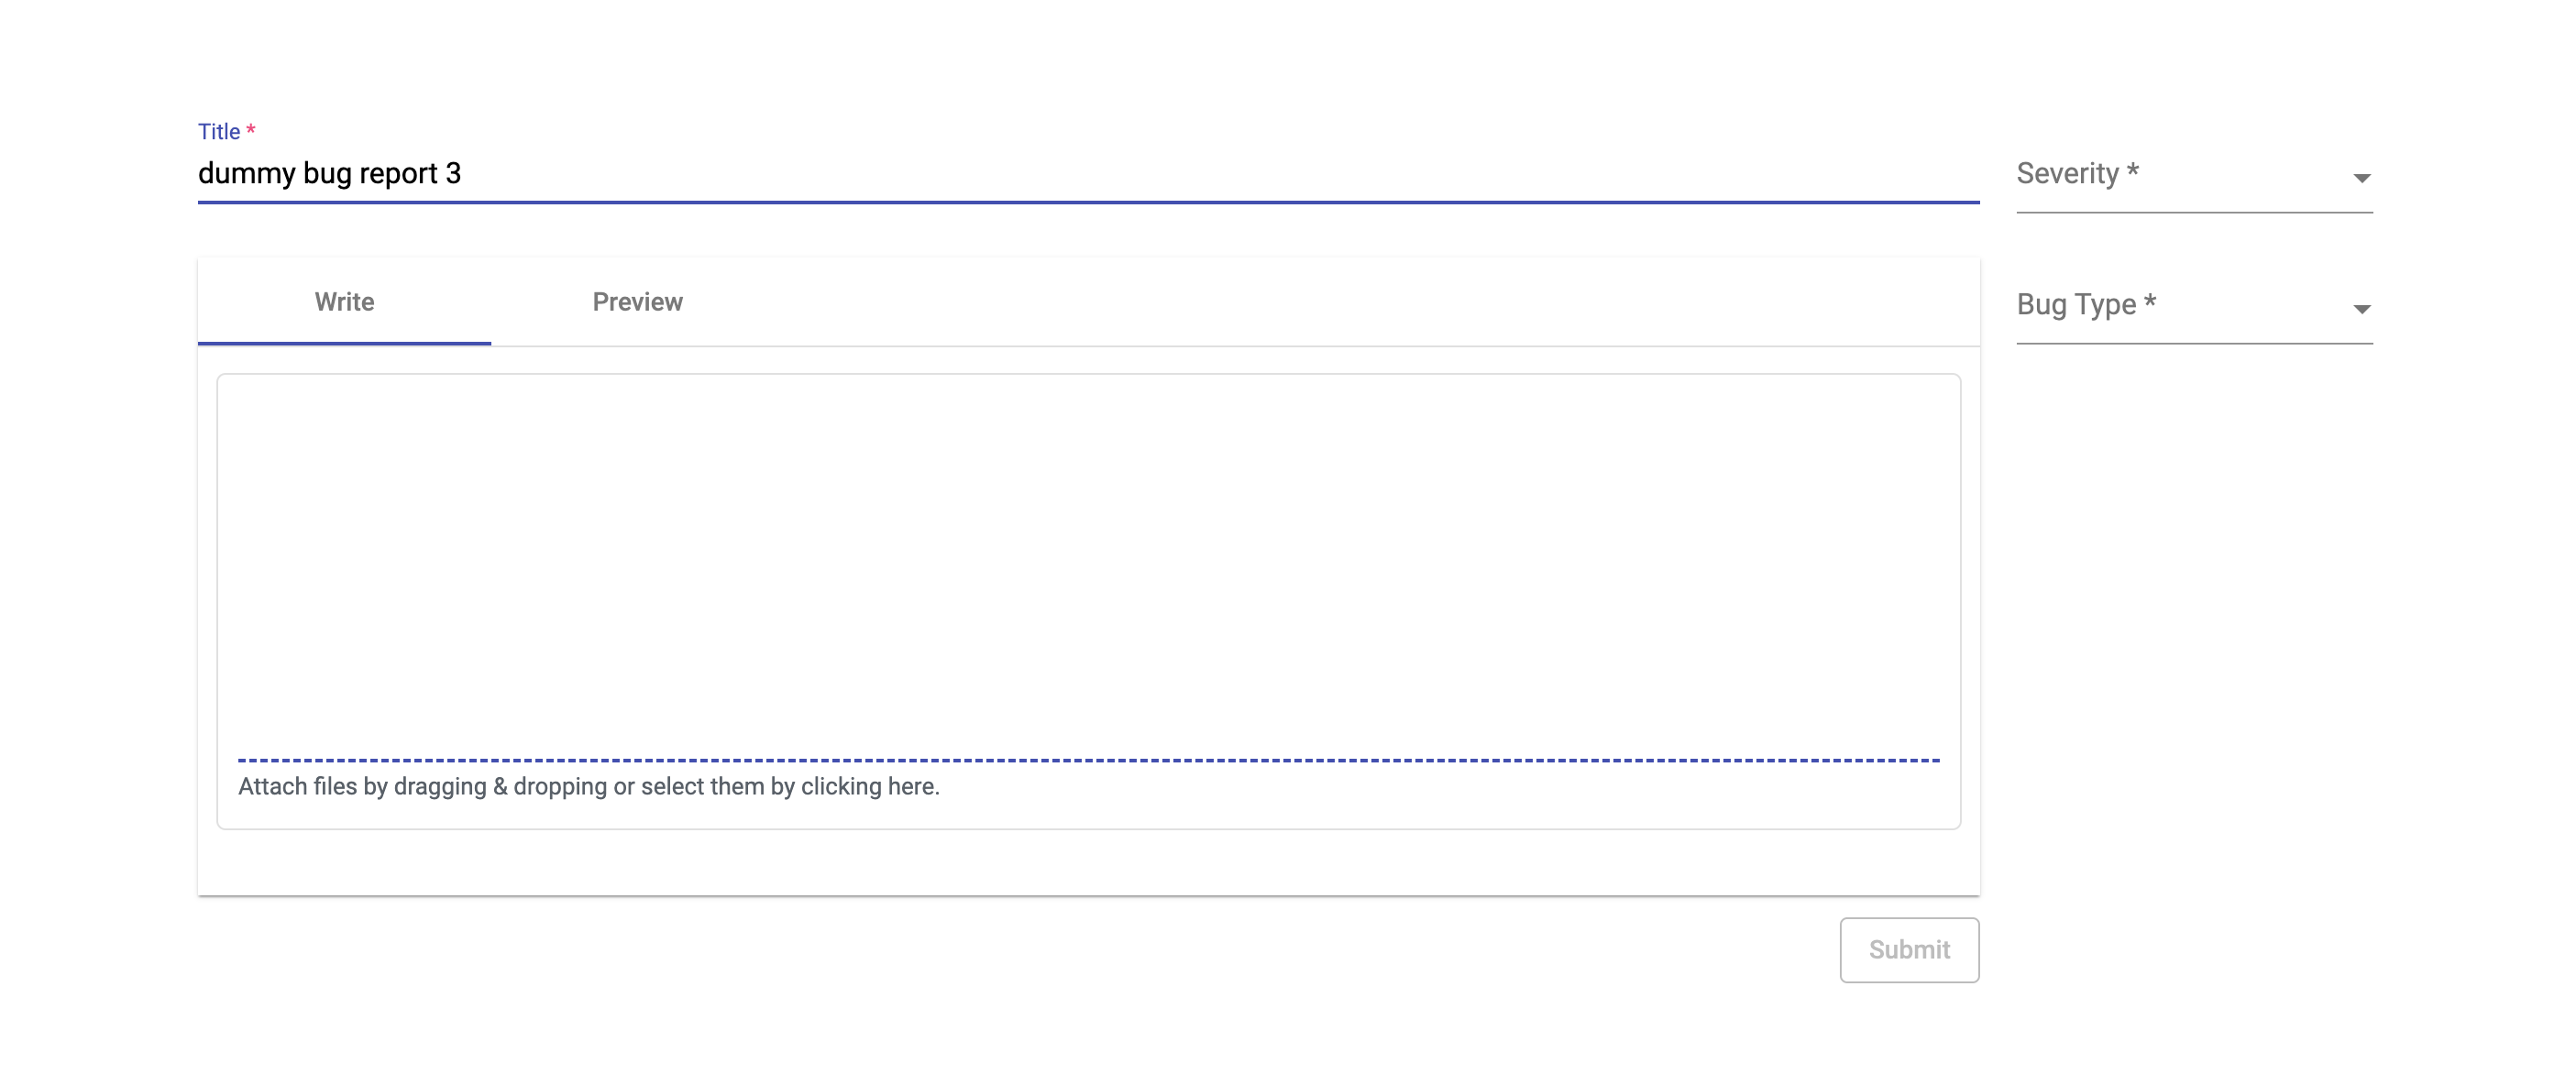 Title *
dummy bug report 3
Severity *
Write
Preview
Bug Type *
Attach files by dragging & dropping or select them by clicking here.
Submit